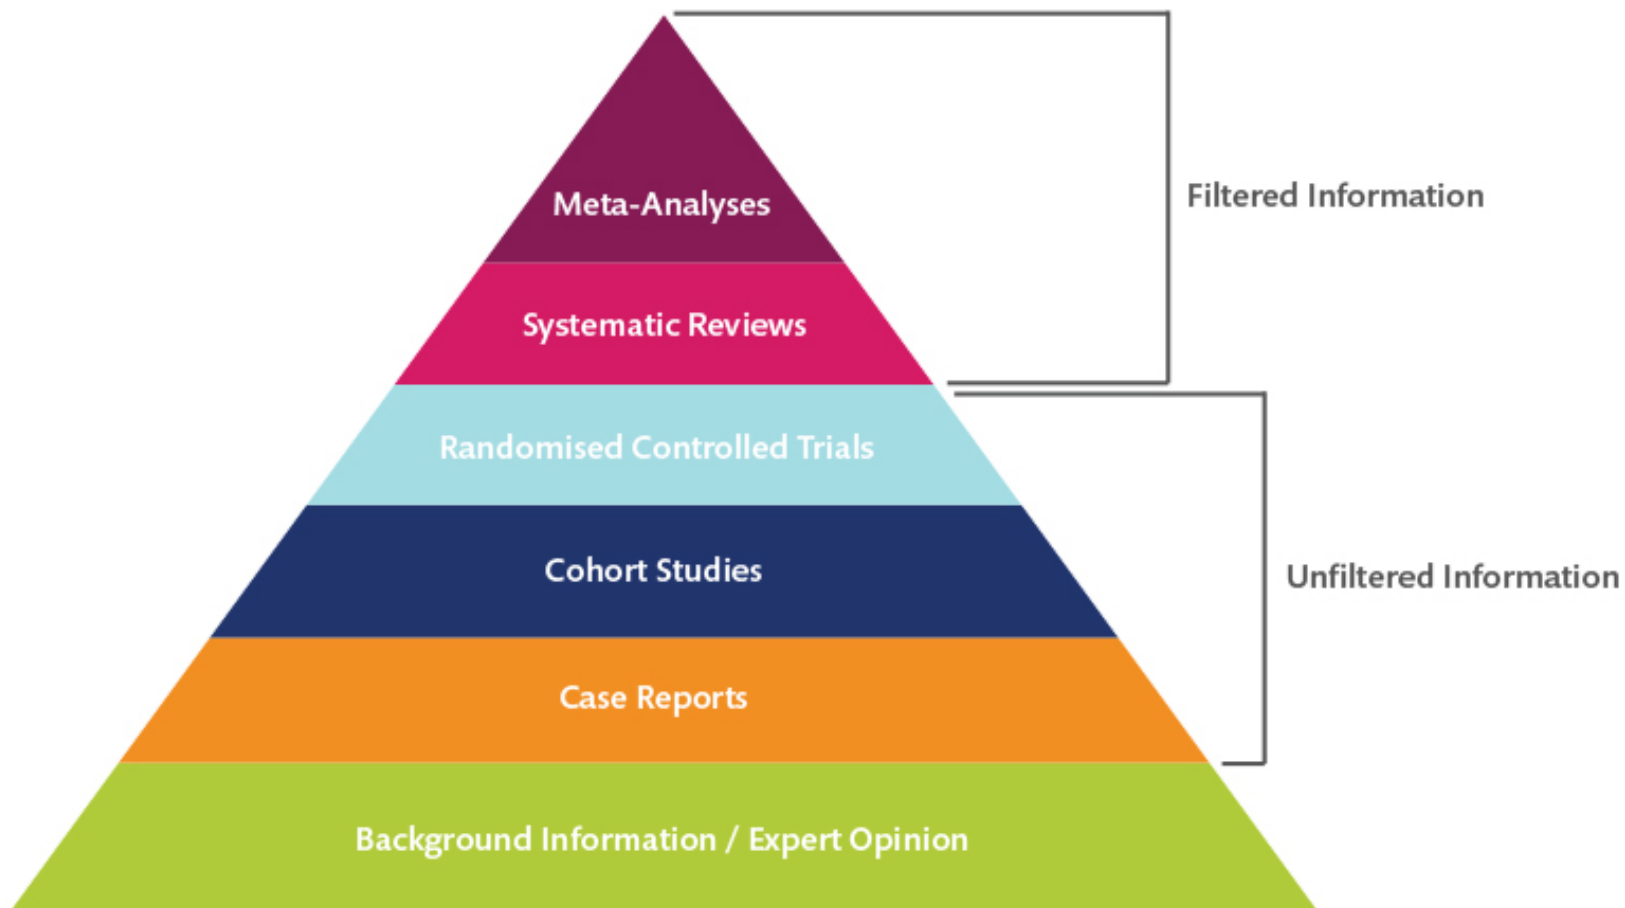 Meta-Analyses
Filtered Information
Systematic Reviews
Randomised Controlled Trials
Cohort Studies
Unfiltered Information
Case Reports
Background Information / Expert Opinion